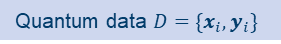 Quantum data D = {xᵢ, yᵢ}